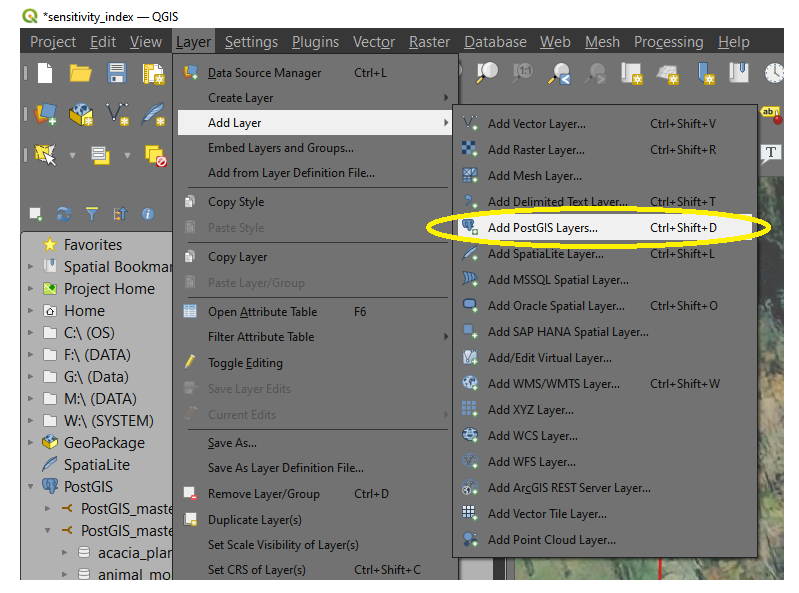 *sensitivity_index — QGIS
Project Edit View Layer Settings Plugins Vector Raster Database Web Mesh Processing Help
Data Source Manager Ctrl+L
Create Layer
Add Layer
Embed Layers and Groups...
Add from Layer Definition File...
Copy Style
Paste Style
Copy Layer
Paste Layer/Group
Open Attribute Table F6
Filter Attribute Table
Toggle Editing
Save Layer Edits
Current Edits
Save As...
Save As Layer Definition File...
Remove Layer/Group Ctrl+D
Duplicate Layer(s)
Set Scale Visibility of Layer(s)
Set CRS of Layer(s) Ctrl+Shift+C
Add Vector Layer... Ctrl+Shift+V
Add Raster Layer... Ctrl+Shift+R
Add Mesh Layer...
Add Delimited Text Layer... Ctrl+Shift+T
Add PostGIS Layers... Ctrl+Shift+D
Add SpatiaLite Layer... Ctrl+Shift+L
Add MSSQL Spatial Layer...
Add Oracle Spatial Layer... Ctrl+Shift+O
Add SAP HANA Spatial Layer...
Add/Edit Virtual Layer...
Add WMS/WMTS Layer... Ctrl+Shift+W
Add XYZ Layer...
Add WCS Layer...
Add WFS Layer...
Add ArcGIS REST Server Layer...
Add Vector Tile Layer...
Add Point Cloud Layer...
Favorites
Spatial Bookmar
Project Home
Home
C:\ (OS)
F:\ (DATA)
G:\ (Data)
M:\ (DATA)
W:\ (SYSTEM)
GeoPackage
SpatiaLite
PostGIS
PostGIS_maste
PostGIS_maste
acacia_plan
animal_mo
ab
T